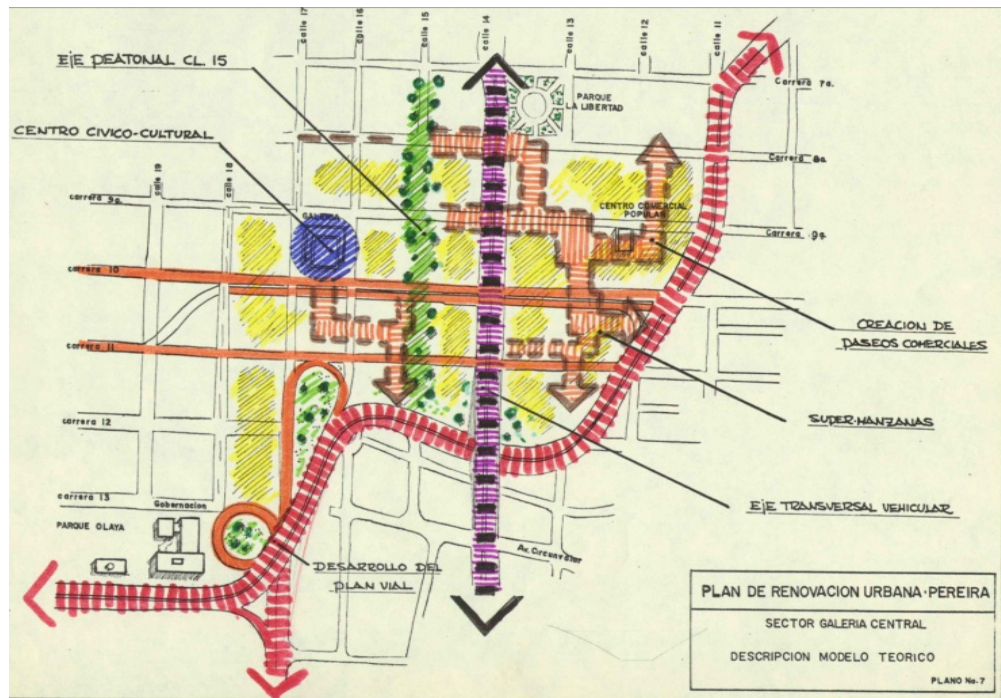 calle 17
calle 16
calle 15
calle 14
calle 13
calle 12
calle 11
EJE PEATONAL CL. 15
CENTRO CIVICO-CULTURAL
PARQUE
LA LIBERTAD
Carrera 7a.
Carrera 8a.
calle 19
calle 18
carrera 9a.
GALERIA
CENTRO COMERCIAL
POPULAR
Carrera 9a.
carrera 10
CREACION DE
PASEOS COMERCIALES
carrera 11
SUPER-MANZANAS
carrera 12
carrera 13
Gobernacion
PARQUE OLAYA
EJE TRANSVERSAL VEHICULAR
Av. Circunvalar
DESARROLLO DEL
PLAN VIAL
PLAN DE RENOVACION URBANA·PEREIRA
SECTOR GALERIA CENTRAL
DESCRIPCION MODELO TEORICO
PLANO No. 7